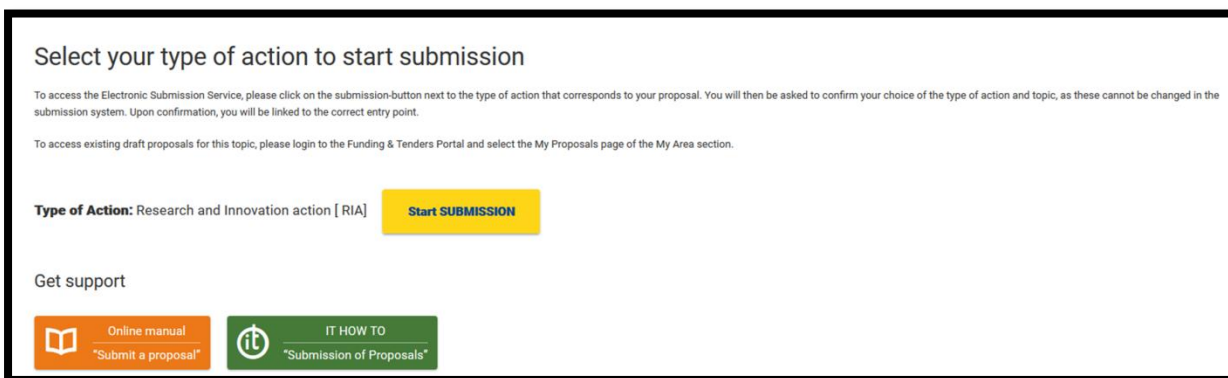 Select your type of action to start submission
To access the Electronic Submission Service, please click on the submission-button next to the type of action that corresponds to your proposal. You will then be asked to confirm your choice of the type of action and topic, as these cannot be changed in the
submission system. Upon confirmation, you will be linked to the correct entry point.
To access existing draft proposals for this topic, please login to the Funding & Tenders Portal and select the My Proposals page of the My Area section.
Type of Action: Research and Innovation action [ RIA] Start SUBMISSION
Get support
Online manual
"Submit a proposal"
it
IT HOW TO
"Submission of Proposals"